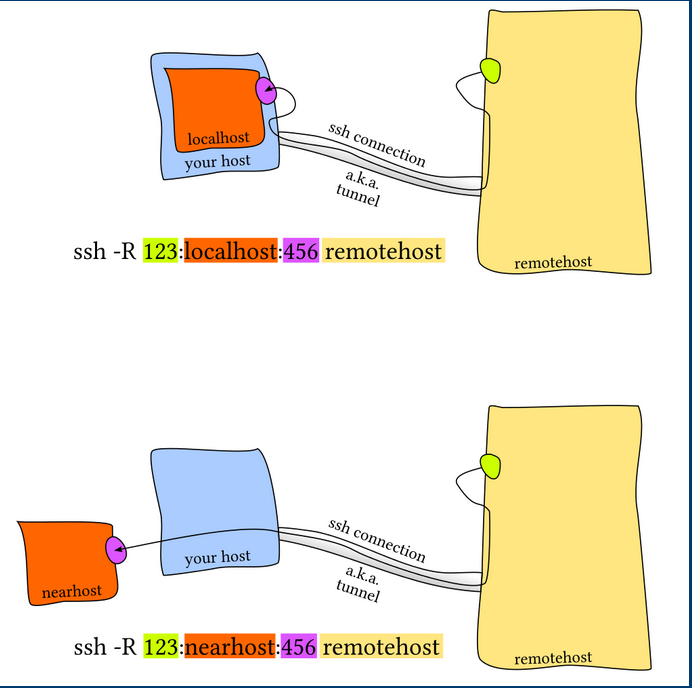 localhost
your host
ssh connection
a.k.a.
tunnel
remotehost
ssh -R 123:localhost:456 remotehost
nearhost
your host
ssh connection
a.k.a.
tunnel
remotehost
ssh -R 123:nearhost:456 remotehost